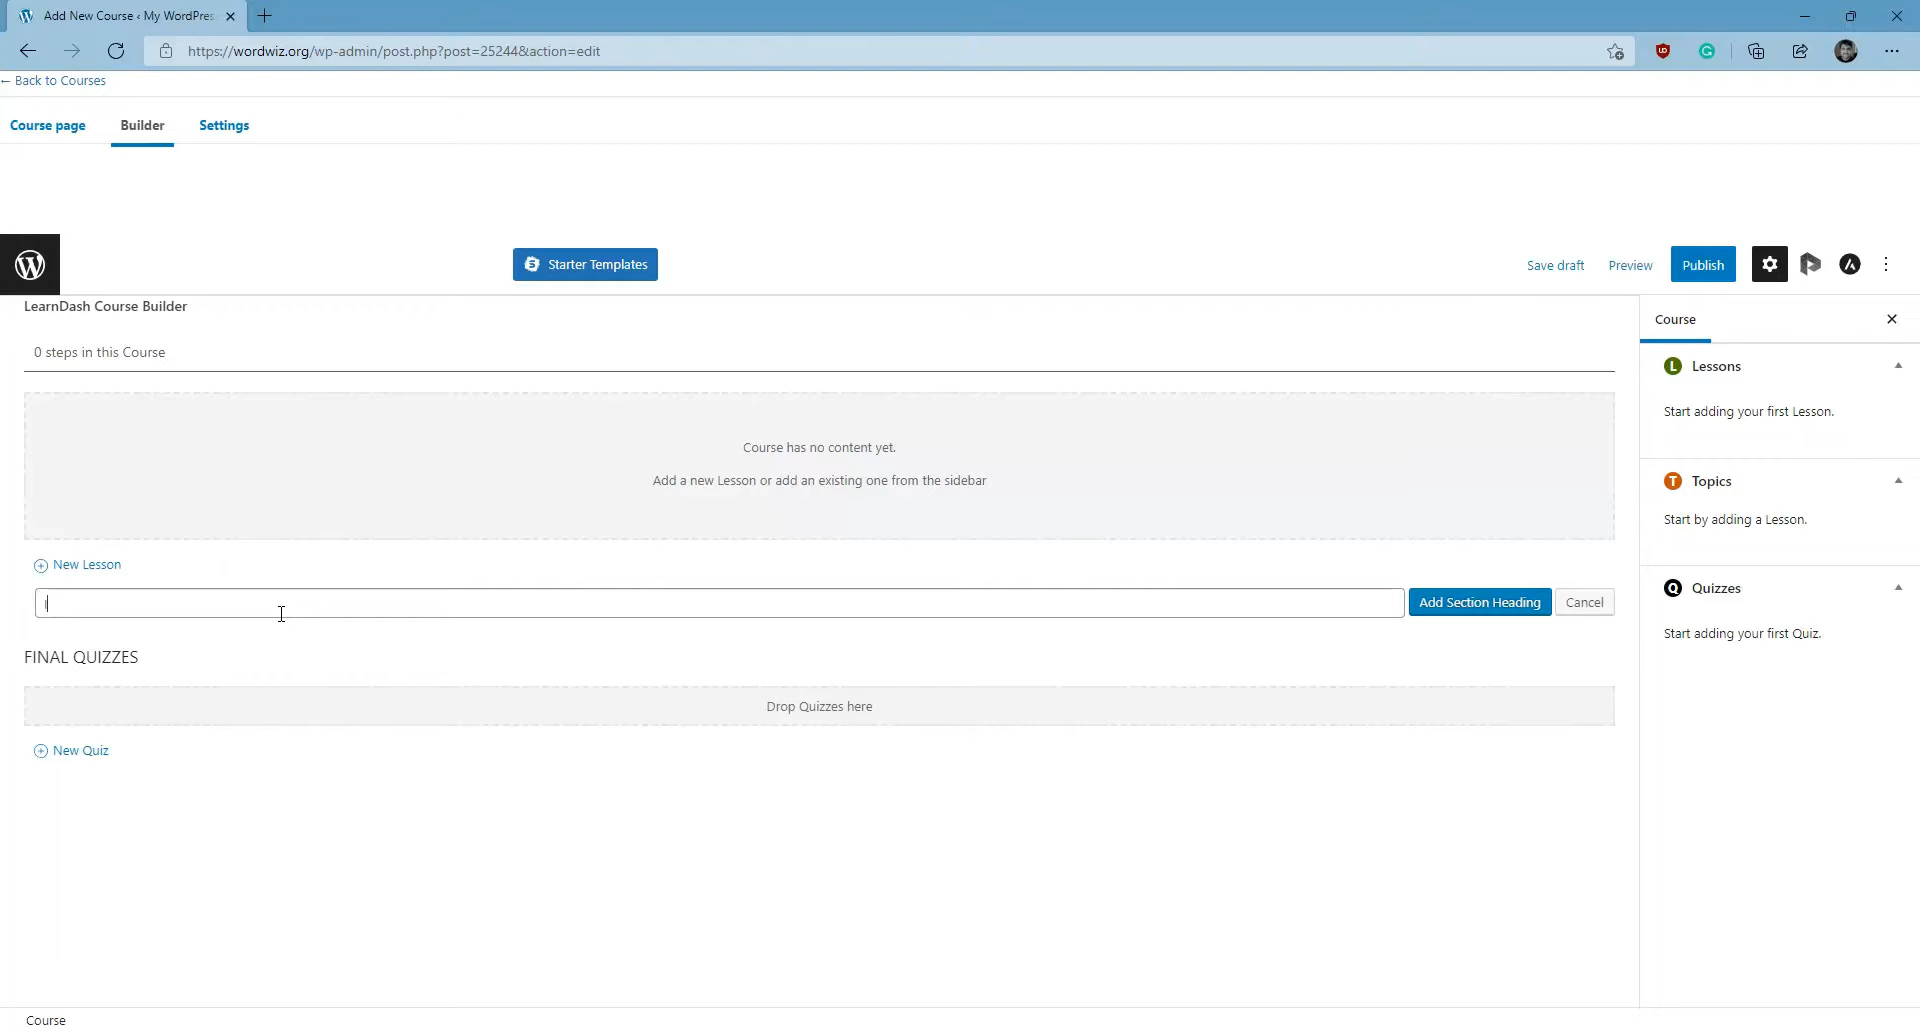 Add New Course ‹ My WordPres
https://wordwiz.org/wp-admin/post.php?post=25244&action=edit
← Back to Courses
Course page
Builder
Settings
Starter Templates
Save draft
Preview
Publish
LearnDash Course Builder
0 steps in this Course
Course has no content yet.
Add a new Lesson or add an existing one from the sidebar
New Lesson
Add Section Heading
Cancel
FINAL QUIZZES
Drop Quizzes here
New Quiz
Course
L Lessons
Start adding your first Lesson.
T Topics
Start by adding a Lesson.
Q Quizzes
Start adding your first Quiz.
Course